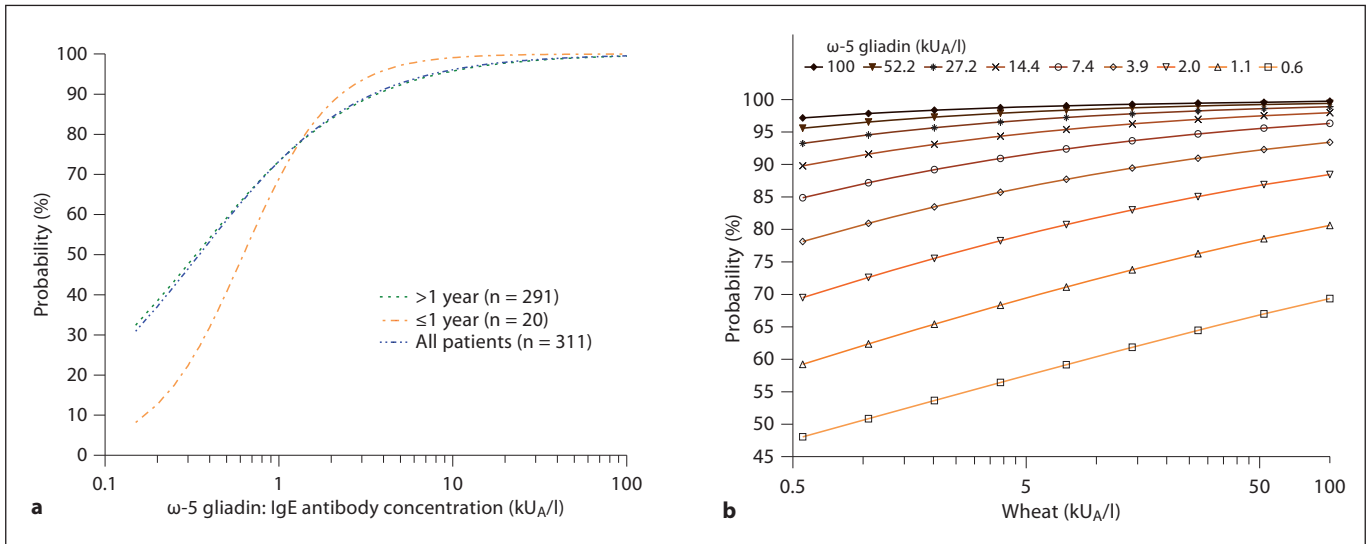 100
90
80
70
60
50
40
30
20
10
0
Probability (%)
0.1
1
10
100
ω-5 gliadin: IgE antibody concentration (kU_A/l)
>1 year (n = 291)
≤1 year (n = 20)
All patients (n = 311)
a
ω-5 gliadin (kU_A/l)
100 52.2 27.2 14.4 7.4 3.9 2.0 1.1 0.6
100
95
90
85
80
75
70
65
60
55
50
45
Probability (%)
0.5
5
50
100
Wheat (kU_A/l)
b